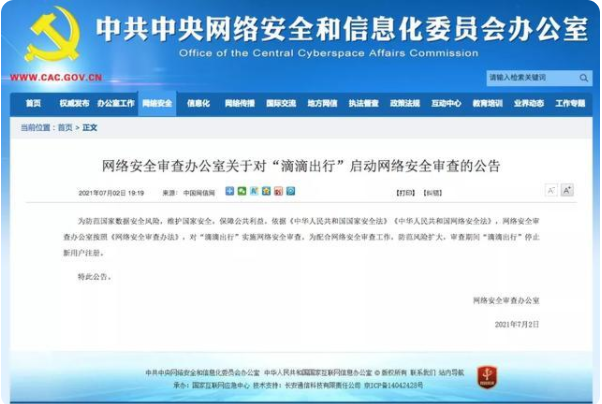 中共中央网络安全和信息化委员会办公室
Office of the Central Cyberspace Affairs Commission
WWW.CAC.GOV.CN
请输入检索关键词
首页 权威发布 办公室工作 网络安全 信息化 网络传播 国际交流 地方网信 执法督查 政策法规 互动中心 教育培训 业界动态 工作专题
当前位置：首页 > 正文
网络安全审查办公室关于对“滴滴出行”启动网络安全审查的公告
2021年07月02日 19:19 来源： 中国网信网 【打印】 【纠错】 A- A+
为防范国家数据安全风险，维护国家安全，保障公共利益，依据《中华人民共和国国家安全法》《中华人民共和国网络安全法》，网络安全审
查办公室按照《网络安全审查办法》，对“滴滴出行”实施网络安全审查。为配合网络安全审查工作，防范风险扩大，审查期间“滴滴出行”停止
新用户注册。
特此公告。
网络安全审查办公室
2021年7月2日
中共中央网络安全和信息化委员会办公室 中华人民共和国国家互联网信息办公室 © 版权所有 联系我们 站内导航
承办：国家互联网应急中心 技术支持：长安通信科技有限责任公司 京ICP备14042428号